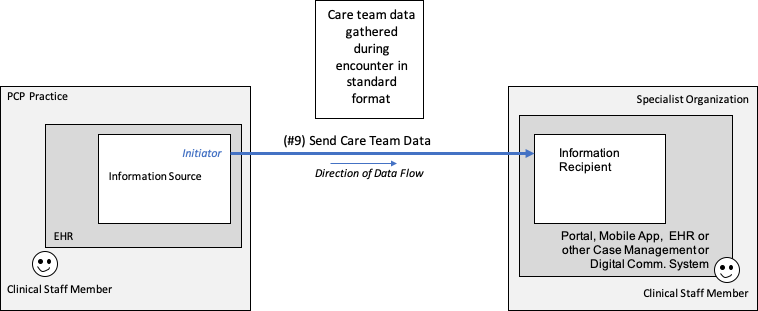 Care team data
gathered
during
encounter in
standard
format
PCP Practice
Initiator
Information Source
EHR
Clinical Staff Member
(#9) Send Care Team Data
Direction of Data Flow
Specialist Organization
Information
Recipient
Portal, Mobile App, EHR or
other Case Management or
Digital Comm. System
Clinical Staff Member